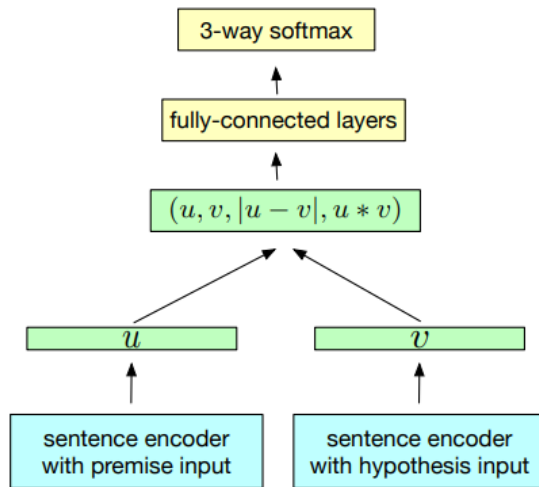 3-way softmax
fully-connected layers
(u, v, |u − v|, u ∗ v)
u
v
sentence encoder
with premise input
sentence encoder
with hypothesis input